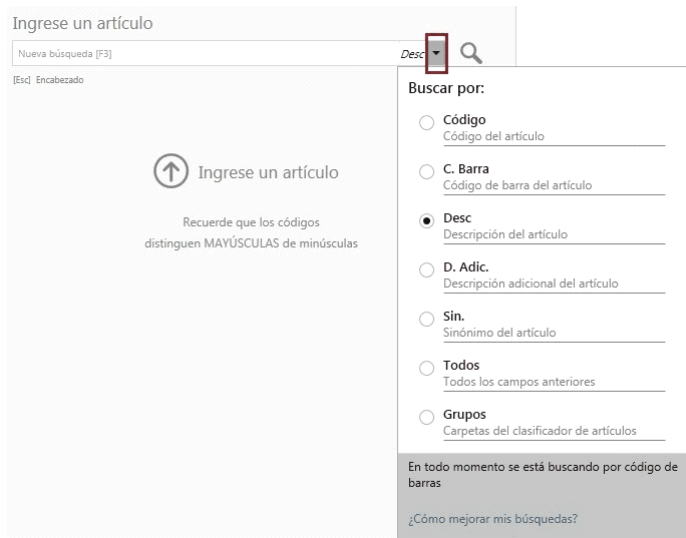 Ingrese un artículo
Nueva búsqueda [F3]
Desc
[Esc] Encabezado
Ingrese un artículo
Recuerde que los códigos
distinguen MAYÚSCULAS de minúsculas
Buscar por:
Código
Código del artículo
C. Barra
Código de barra del artículo
Desc
Descripción del artículo
D. Adic.
Descripción adicional del artículo
Sin.
Sinónimo del artículo
Todos
Todos los campos anteriores
Grupos
Carpetas del clasificador de artículos
En todo momento se está buscando por código de
barras
¿Cómo mejorar mis búsquedas?